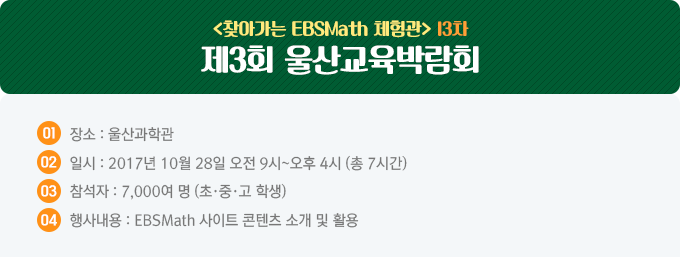 <찾아가는 EBSMath 체험관> 13차
제3회 울산교육박람회
01 장소 : 울산과학관
02 일시 : 2017년 10월 28일 오전 9시~오후 4시 (총 7시간)
03 참석자 : 7,000여 명 (초·중·고 학생)
04 행사내용 : EBSMath 사이트 콘텐츠 소개 및 활용